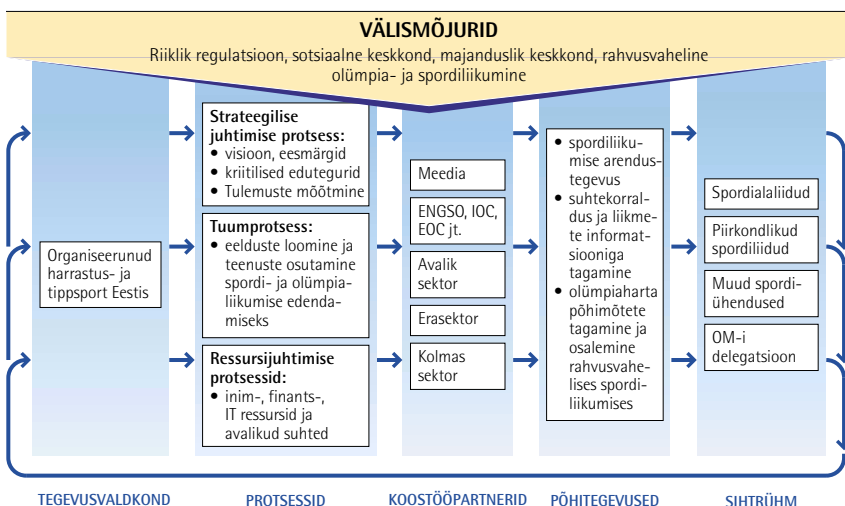 VÄLISMÕJURID
Riiklik regulatsioon, sotsiaalne keskkond, majanduslik keskkond, rahvusvaheline
olümpia- ja spordiliikumine
Organiseerunud
harrastus- ja
tippsport Eestis
Strateegilise
juhtimise protsess:
• visioon, eesmärgid
• kriitilised edutegurid
• Tulemuste mõõtmine
Tuumprotsess:
• eelduste loomine ja
teenuste osutamine
spordi- ja olümpia-
liikumise edenda-
miseks
Ressursijuhtimise
protsessid:
• inim-, finants-,
IT ressursid ja
avalikud suhted
Meedia
ENGSO, IOC,
EOC jt.
Avalik
sektor
Erasektor
Kolmas
sektor
• spordiliiku-
mise arendus-
tegevus
• suhtekorral-
dus ja liikme-
te informat-
siooniga
tagamine
• olümpiaharta
põhimõtete
tagamine ja
osalemine
rahvusvahe-
lises spordi-
liikumises
Spordialaliidud
Piirkondlikud
spordiliidud
Muud spordi-
ühendused
OM-i
delegatsioon
TEGEVUSVALDKOND
PROTSESSID
KOOSTÖÖPARTNERID
PÕHITEGEVUSED
SIHTRÜHM